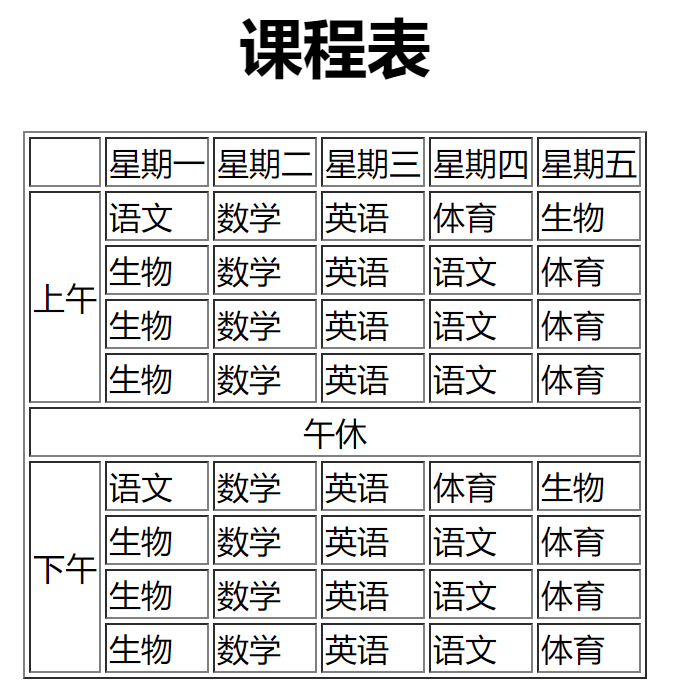 课程表
星期一 星期二 星期三 星期四 星期五
上午 语文 数学 英语 体育 生物
生物 数学 英语 语文 体育
生物 数学 英语 语文 体育
生物 数学 英语 语文 体育
午休
下午 语文 数学 英语 体育 生物
生物 数学 英语 语文 体育
生物 数学 英语 语文 体育
生物 数学 英语 语文 体育